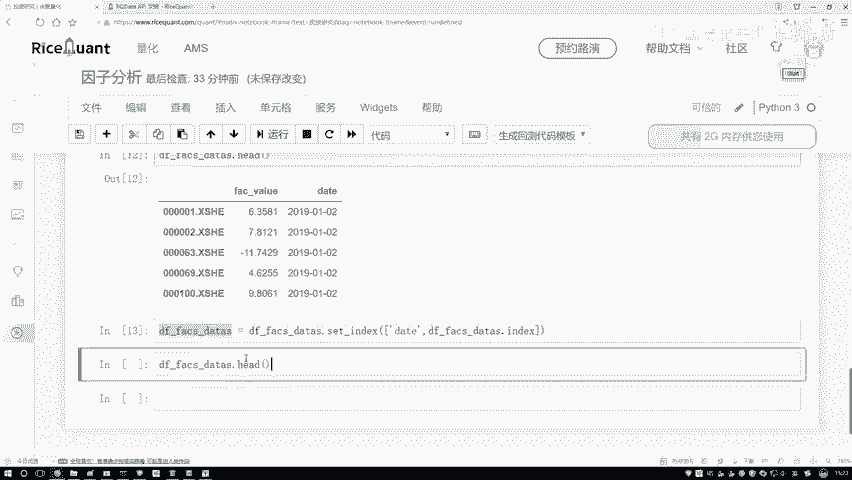 https://www.ricequant.com/quant/
RiceQuant 量化 AMS 预约路演 帮助文档 社区
因子分析 最后检查: 33 分钟前 (未保存改变)
Start
文件 编辑 查看 插入 单元格 服务 Widgets 帮助 可信的 Python 3
运行 代码 生成回测代码模板 共有 2G 内存供您使用
In [12]: df_facs_datas.head()
Out[12]:
fac_value date
000001.XSHE 6.3581 2019-01-02
000002.XSHE 7.8121 2019-01-02
000063.XSHE -11.7429 2019-01-02
000069.XSHE 4.6255 2019-01-02
000100.XSHE 9.8061 2019-01-02
In [13]: df_facs_datas = df_facs_datas.set_index(['date',df_facs_datas.index])
In [ ]: df_facs_datas.head()
In [ ]: